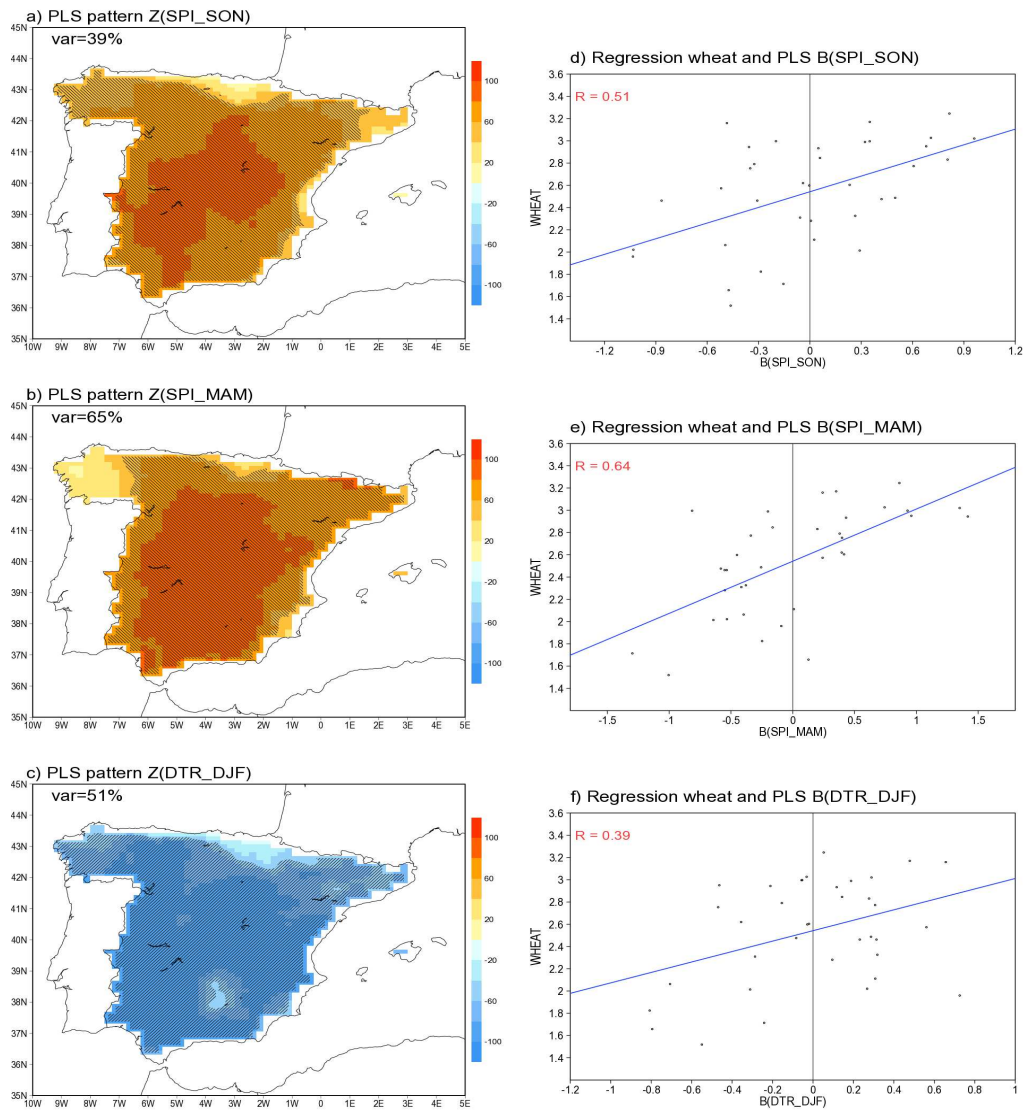 a) PLS pattern Z(SPI_SON)
45N
var=39%
44N
43N
42N
41N
40N
39N
38N
37N
36N
35N
10W 9W 8W 7W 6W 5W 4W 3W 2W 1W 0 1E 2E 3E 4E 5E
100
60
20
-20
-60
-100
d) Regression wheat and PLS B(SPI_SON)
R = 0.51
3.6
3.4
3.2
3
2.8
2.6
2.4
2.2
2
1.8
1.6
1.4
WHEAT
-1.2 -0.9 -0.6 -0.3 0 0.3 0.6 0.9 1.2
B(SPI_SON)
b) PLS pattern Z(SPI_MAM)
45N
var=65%
44N
43N
42N
41N
40N
39N
38N
37N
36N
35N
10W 9W 8W 7W 6W 5W 4W 3W 2W 1W 0 1E 2E 3E 4E 5E
100
60
20
-20
-60
-100
e) Regression wheat and PLS B(SPI_MAM)
R = 0.64
3.6
3.4
3.2
3
2.8
2.6
2.4
2.2
2
1.8
1.6
1.4
WHEAT
-1.5 -1 -0.5 0 0.5 1 1.5
B(SPI_MAM)
c) PLS pattern Z(DTR_DJF)
45N
var=51%
44N
43N
42N
41N
40N
39N
38N
37N
36N
35N
10W 9W 8W 7W 6W 5W 4W 3W 2W 1W 0 1E 2E 3E 4E 5E
100
60
20
-20
-60
-100
f) Regression wheat and PLS B(DTR_DJF)
R = 0.39
3.6
3.4
3.2
3
2.8
2.6
2.4
2.2
2
1.8
1.6
1.4
WHEAT
-1.2 -1 -0.8 -0.6 -0.4 -0.2 0 0.2 0.4 0.6 0.8 1
B(DTR_DJF)